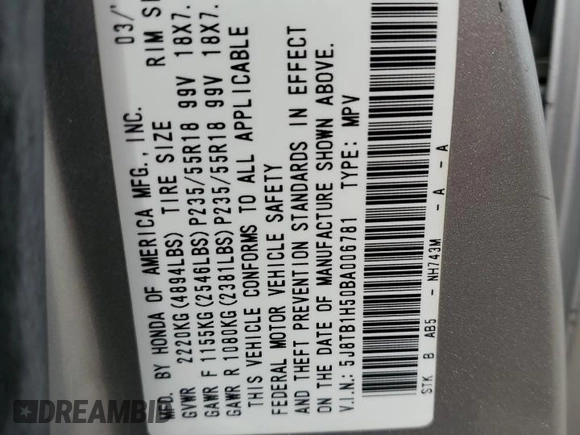 MFD. BY HONDA OF AMERICA MFG., INC. 03/
GVWR 2220KG(4894LBS) TIRE SIZE RIM SI
GAWR F 1155KG(2546LBS)P235/55R18 99V 18X7.
GAWR R 1080KG(2381LBS)P235/55R18 99V 18X7.
THIS VEHICLE CONFORMS TO ALL APPLICABLE
FEDERAL MOTOR VEHICLE SAFETY
AND THEFT PREVENTION STANDARDS IN EFFECT
ON THE DATE OF MANUFACTURE SHOWN ABOVE.
V.I.N.: 5J8TB1H50BA006781 TYPE: MPV
STK B AB5 - NH743M - A - A
DREAMBID